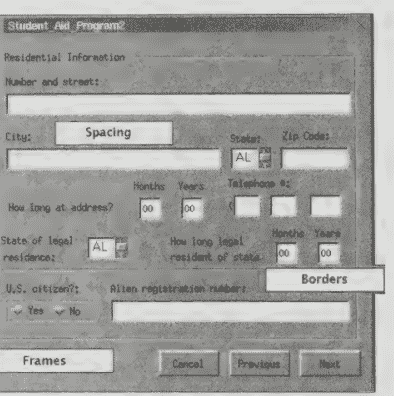 Student Aid Program2
Residential Information
Number and street:
City: Spacing State: Zip Code:
AL
Months Years Telephone #:
How long at address? 00 00 (
State of legal residence: AL How long legal resident of state Months Years 00 00
Borders
U.S. citizen?: Alien registration number:
Yes No
Frames Cancel Previous Next